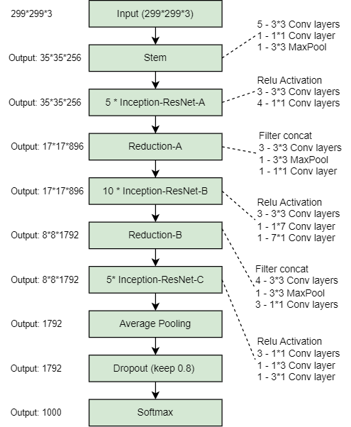 299*299*3
Input (299*299*3)
5 - 3*3 Conv layers
1 - 1*1 Conv layer
1 - 3*3 MaxPool
Output: 35*35*256
Stem
Relu Activation
3 - 3*3 Conv layers
4 - 1*1 Conv layer
Output: 35*35*256
5 * Inception-ResNet-A
Filter concat
3 - 3*3 Conv layers
1 - 3*3 MaxPool
1 - 1*1 Conv layer
Output: 17*17*896
Reduction-A
Output: 17*17*896
10 * Inception-ResNet-B
Relu Activation
3 - 3*3 Conv layers
1 - 1*7 Conv layer
1 - 7*1 Conv layer
Output: 8*8*1792
Reduction-B
Filter concat
4 - 3*3 Conv layers
1 - 3*3 MaxPool
3 - 1*1 Conv layers
Output: 8*8*1792
5* Inception-ResNet-C
Relu Activation
3 - 1*1 Conv layers
1 - 1*3 Conv layer
1 - 3*1 Conv layer
Output: 1792
Average Pooling
Output: 1792
Dropout (keep 0.8)
Output: 1000
Softmax